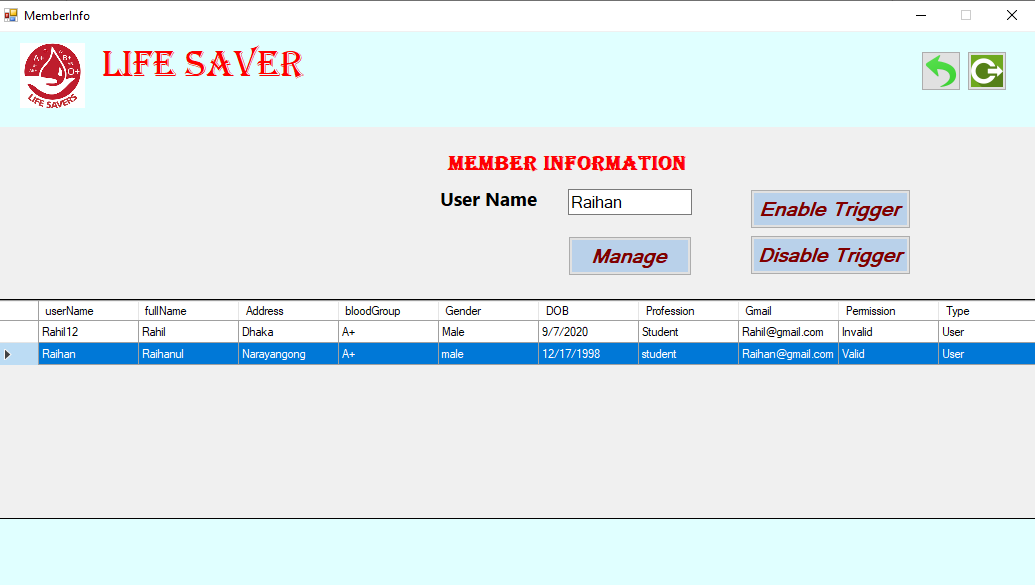 MemberInfo
LIFE SAVER
A+ B+
O+
LIFE SAVERS
MEMBER INFORMATION
User Name Raihan Enable Trigger
Manage Disable Trigger
userName fullName Address bloodGroup Gender DOB Profession Gmail Permission Type
Rahil12 Rahil Dhaka A+ Male 9/7/2020 Student Rahil@gmail.com Invalid User
Raihan Raihanul Narayangong A+ male 12/17/1998 student Raihan@gmail.com Valid User